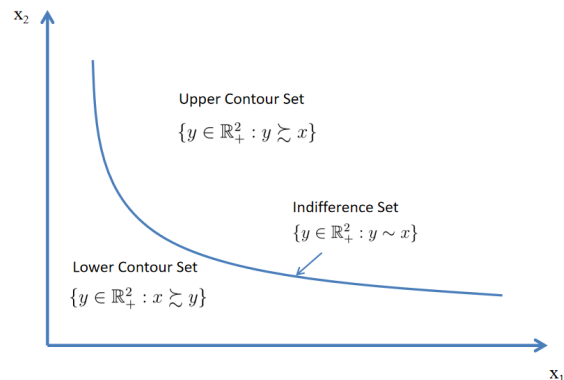 x₂
Upper Contour Set
{y ∈ ℝ²₊ : y ≿ x}
Indifference Set
{y ∈ ℝ²₊ : y ∼ x}
Lower Contour Set
{y ∈ ℝ²₊ : x ≿ y}
x₁